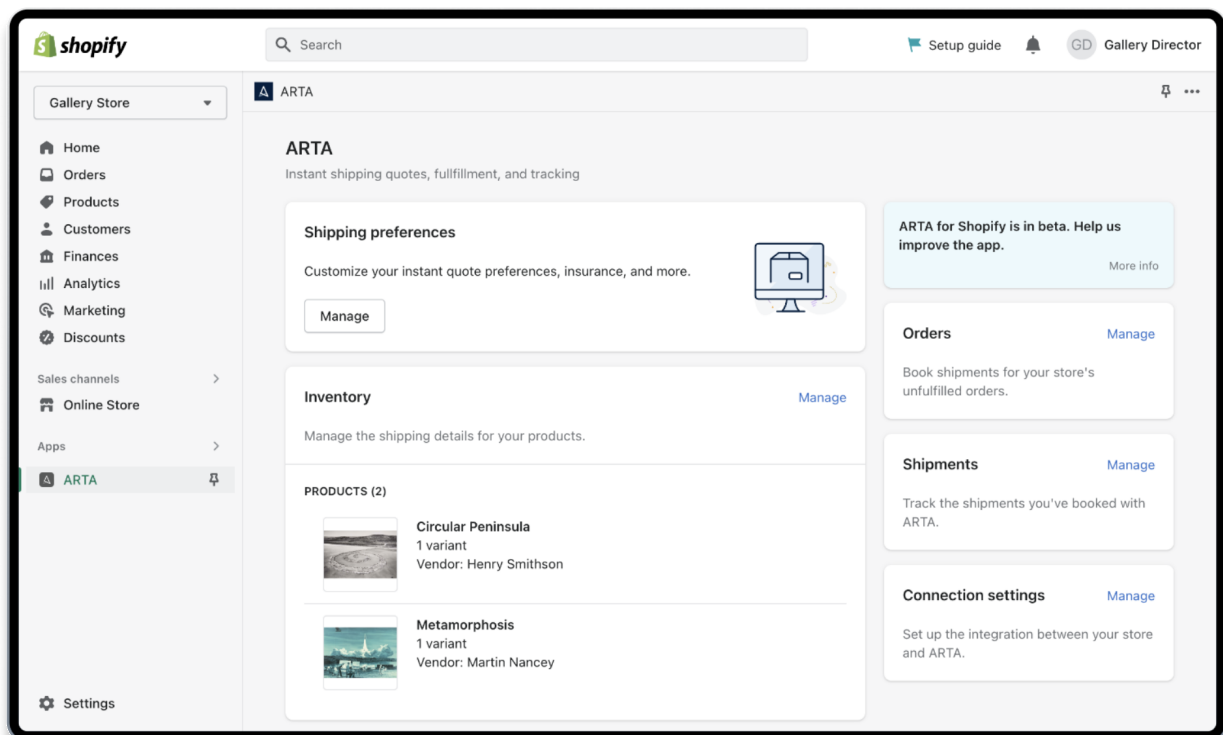 shopify
Search
Setup guide
GD
Gallery Director
Gallery Store
ARTA
Home
Orders
Products
Customers
Finances
Analytics
Marketing
Discounts
Sales channels
Online Store
Apps
ARTA
Settings
ARTA
Instant shipping quotes, fullfillment, and tracking
Shipping preferences
Customize your instant quote preferences, insurance, and more.
Manage
Inventory
Manage
Manage the shipping details for your products.
PRODUCTS (2)
Circular Peninsula
1 variant
Vendor: Henry Smithson
Metamorphosis
1 variant
Vendor: Martin Nancey
ARTA for Shopify is in beta. Help us
improve the app.
More info
Orders
Manage
Book shipments for your store's
unfulfilled orders.
Shipments
Manage
Track the shipments you've booked with
ARTA.
Connection settings
Manage
Set up the integration between your store
and ARTA.